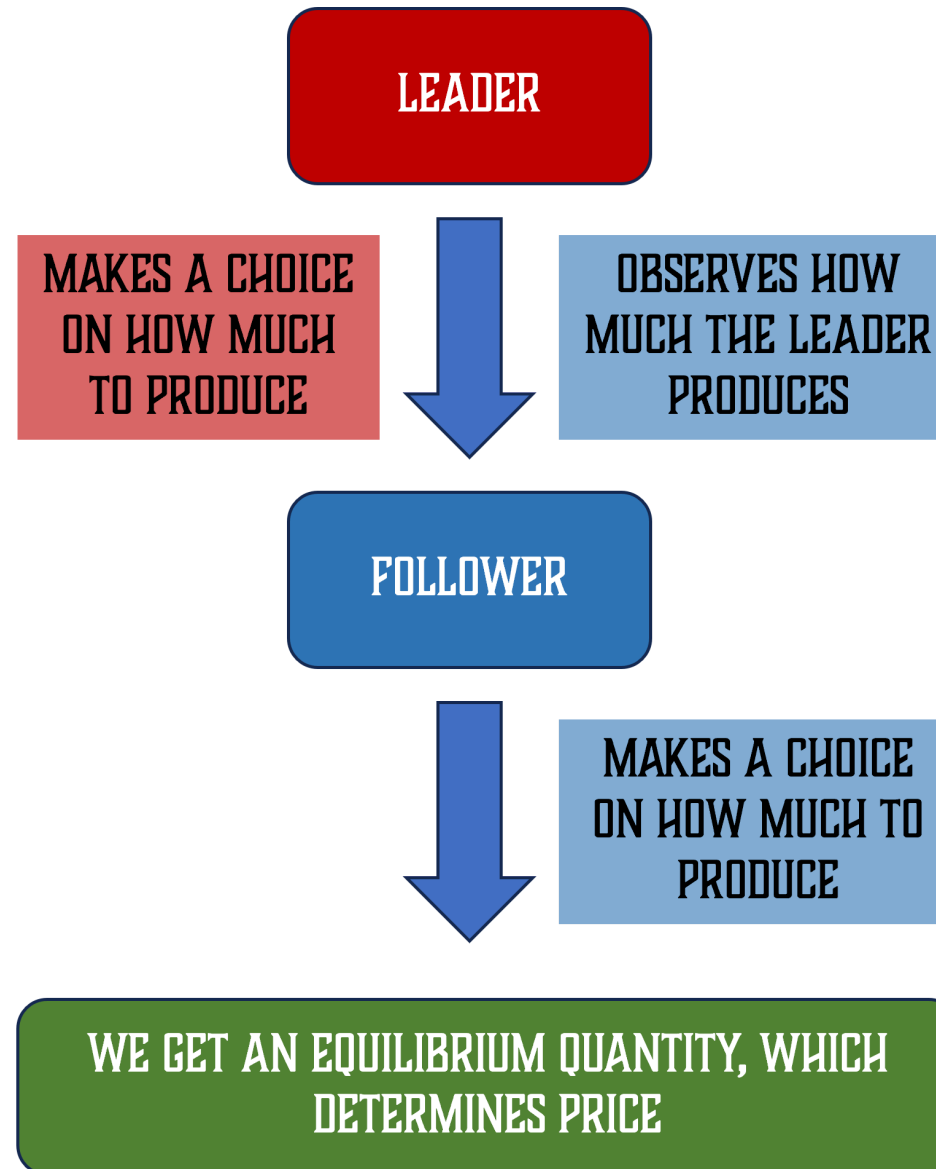 LEADER
MAKES A CHOICE
ON HOW MUCH
TO PRODUCE
OBSERVES HOW
MUCH THE LEADER
PRODUCES
FOLLOWER
MAKES A CHOICE
ON HOW MUCH TO
PRODUCE
WE GET AN EQUILIBRIUM QUANTITY, WHICH
DETERMINES PRICE